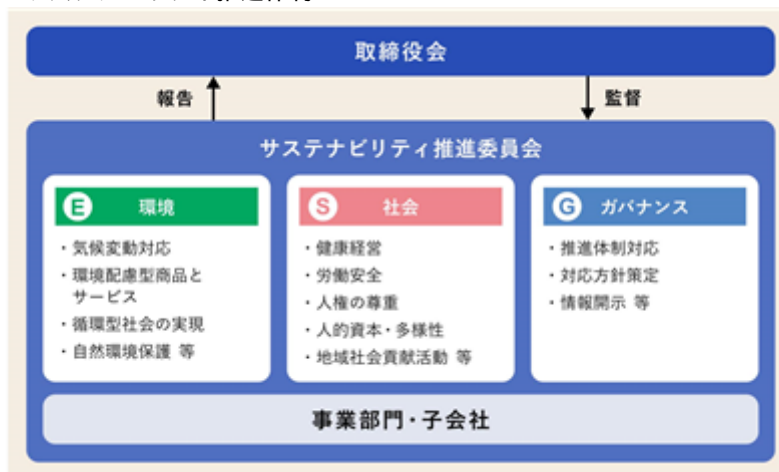 取締役会
報告
監督
サステナビリティ推進委員会
E 環境
・気候変動対応
・環境配慮型商品と
サービス
・循環型社会の実現
・自然環境保護 等
S 社会
・健康経営
・労働安全
・人権の尊重
・人的資本・多様性
・地域社会貢献活動 等
G ガバナンス
・推進体制対応
・対応方針策定
・情報開示 等
事業部門・子会社